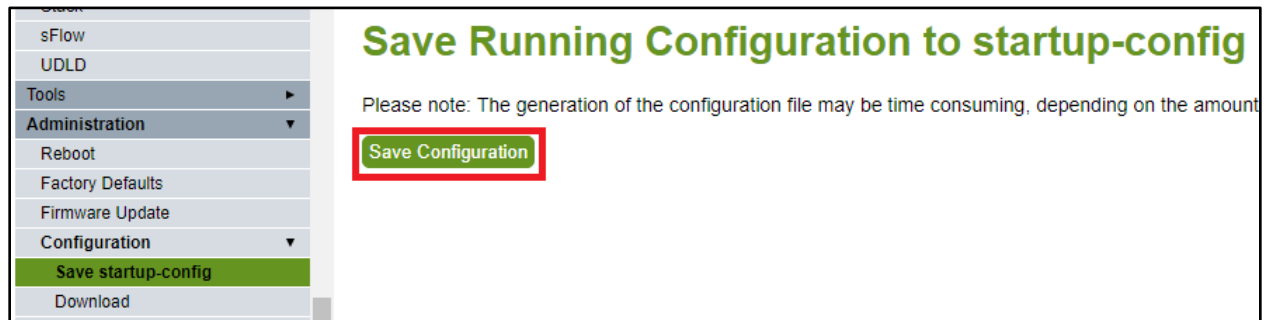 sFlow
UDLD
Tools
Administration
Reboot
Factory Defaults
Firmware Update
Configuration
Save startup-config
Download
Save Running Configuration to startup-config
Please note: The generation of the configuration file may be time consuming, depending on the amount
Save Configuration